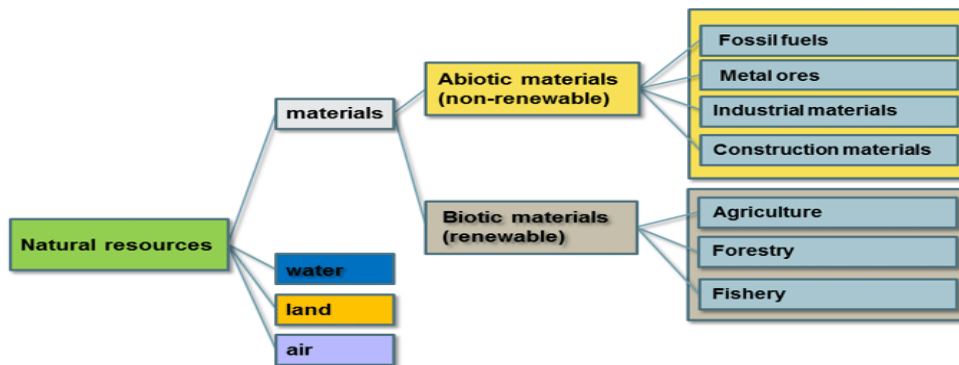 Natural resources
materials
water
land
air
Abiotic materials
(non-renewable)
Biotic materials
(renewable)
Fossil fuels
Metal ores
Industrial materials
Construction materials
Agriculture
Forestry
Fishery